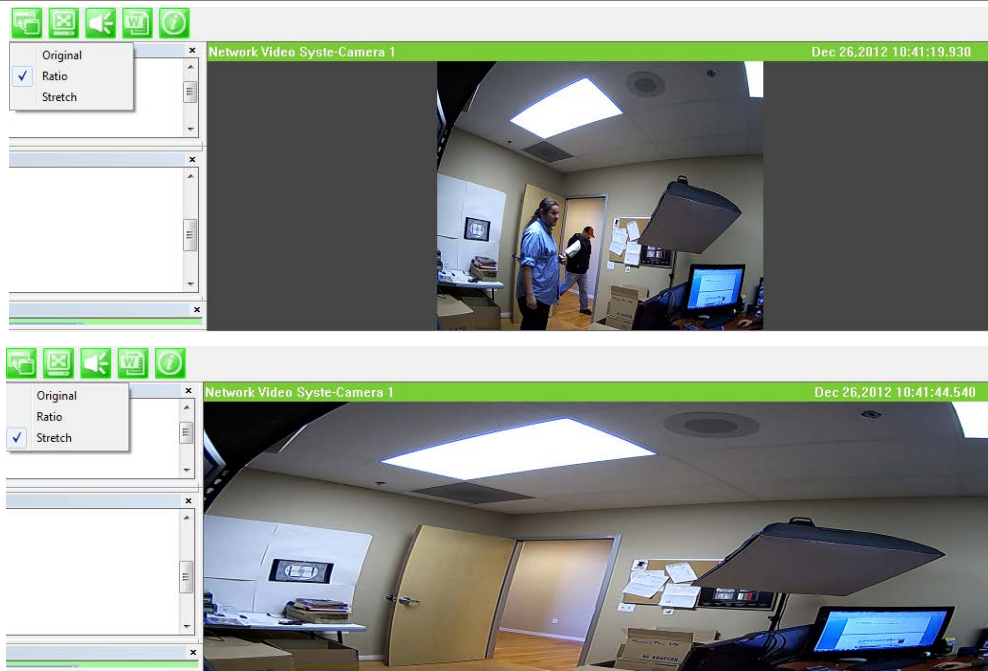 Network Video Syste-Camera 1 Dec 26,2012 10:41:19.930
Original
Ratio
Stretch
Network Video Syste-Camera 1 Dec 26,2012 10:41:44.540
Original
Ratio
Stretch